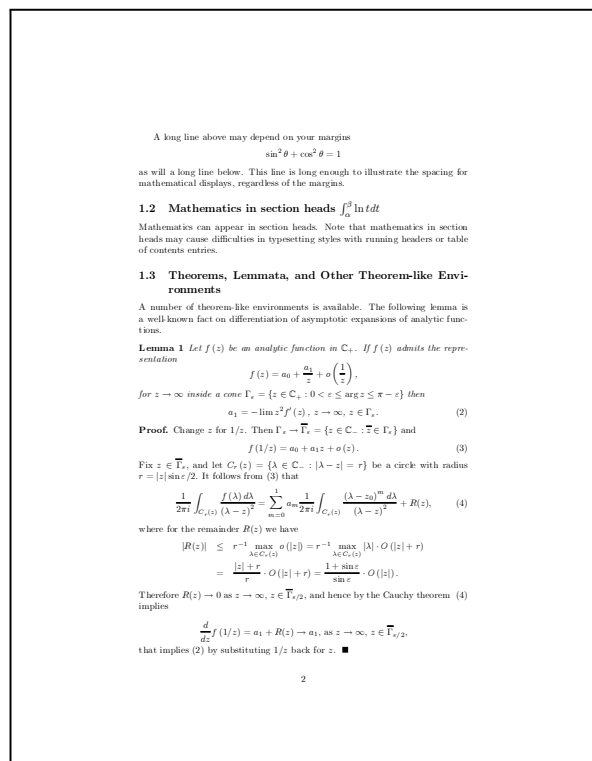 A long line above may depend on your margins
sin² θ + cos² θ = 1
as will a long line below. This line is long enough to illustrate the spacing for
mathematical displays, regardless of the margins.
1.2 Mathematics in section heads ∫_α^β ln tdt
Mathematics can appear in section heads. Note that mathematics in section
heads may cause difficulties in typesetting styles with running headers or table
of contents entries.
1.3 Theorems, Lemmata, and Other Theorem-like Envi-
ronments
A number of theorem-like environments is available. The following lemma is
a well-known fact on differentiation of asymptotic expansions of analytic func-
tions.
Lemma 1 Let f (z) be an analytic function in ℂ₊. If f (z) admits the repre-
sentation
f (z) = a₀ + a₁/z + o (1/z) ,
for z → ∞ inside a cone Γ_ε = {z ∈ ℂ₊ : 0 < ε ≤ arg z ≤ π − ε} then
a₁ = − lim z² f′ (z) , z → ∞, z ∈ Γ_ε. (2)
Proof. Change z for 1/z. Then Γ_ε → Γ̅_ε = {z ∈ ℂ₋ : z̅ ∈ Γ_ε} and
f (1/z) = a₀ + a₁z + o (z) . (3)
Fix z ∈ Γ̅_ε, and let C_r (z) = {λ ∈ ℂ₋ : |λ − z| = r} be a circle with radius
r = |z| sin ε/2. It follows from (3) that
1/2πi ∫_{C_r(z)} f (λ) dλ/(λ − z)² = ∑_{m=0}^{1} a_m 1/2πi ∫_{C_r(z)} (λ − z₀)^m dλ/(λ − z)² + R(z), (4)
where for the remainder R(z) we have
|R(z)| ≤ r⁻¹ max_{λ∈C_r(z)} o (|z|) = r⁻¹ max_{λ∈C_r(z)} |λ| · O (|z| + r)
= |z| + r/r · O (|z| + r) = 1 + sin ε/sin ε · O (|z|) .
Therefore R(z) → 0 as z → ∞, z ∈ Γ̅_{ε/2}, and hence by the Cauchy theorem (4)
implies
d/dz f (1/z) = a₁ + R(z) → a₁, as z → ∞, z ∈ Γ̅_{ε/2},
that implies (2) by substituting 1/z back for z. ■
2